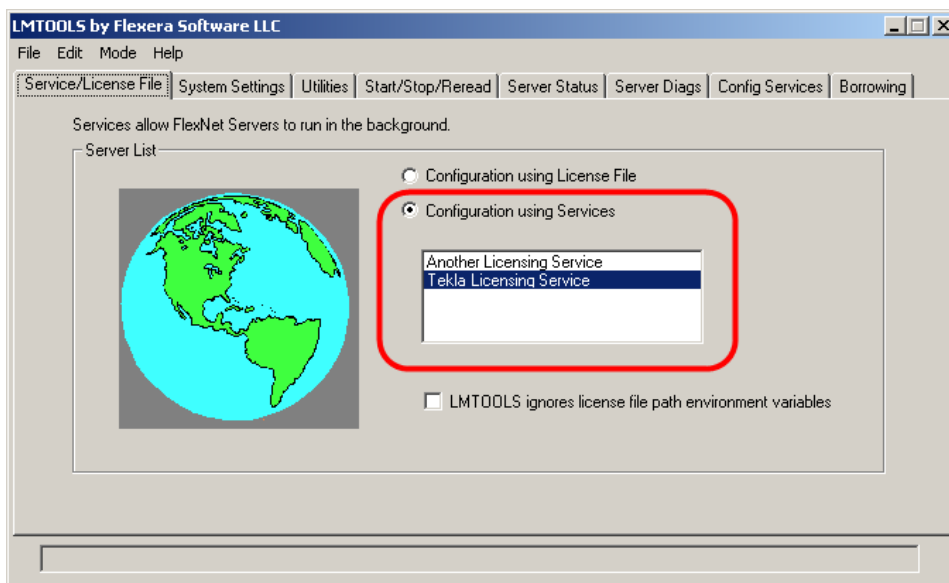 LMTOOLS by Flexera Software LLC
File Edit Mode Help
Service/License File System Settings Utilities Start/Stop/Reread Server Status Server Diags Config Services Borrowing
Services allow FlexNet Servers to run in the background.
Server List
Configuration using License File
Configuration using Services
Another Licensing Service
Tekla Licensing Service
LMTOOLS ignores license file path environment variables